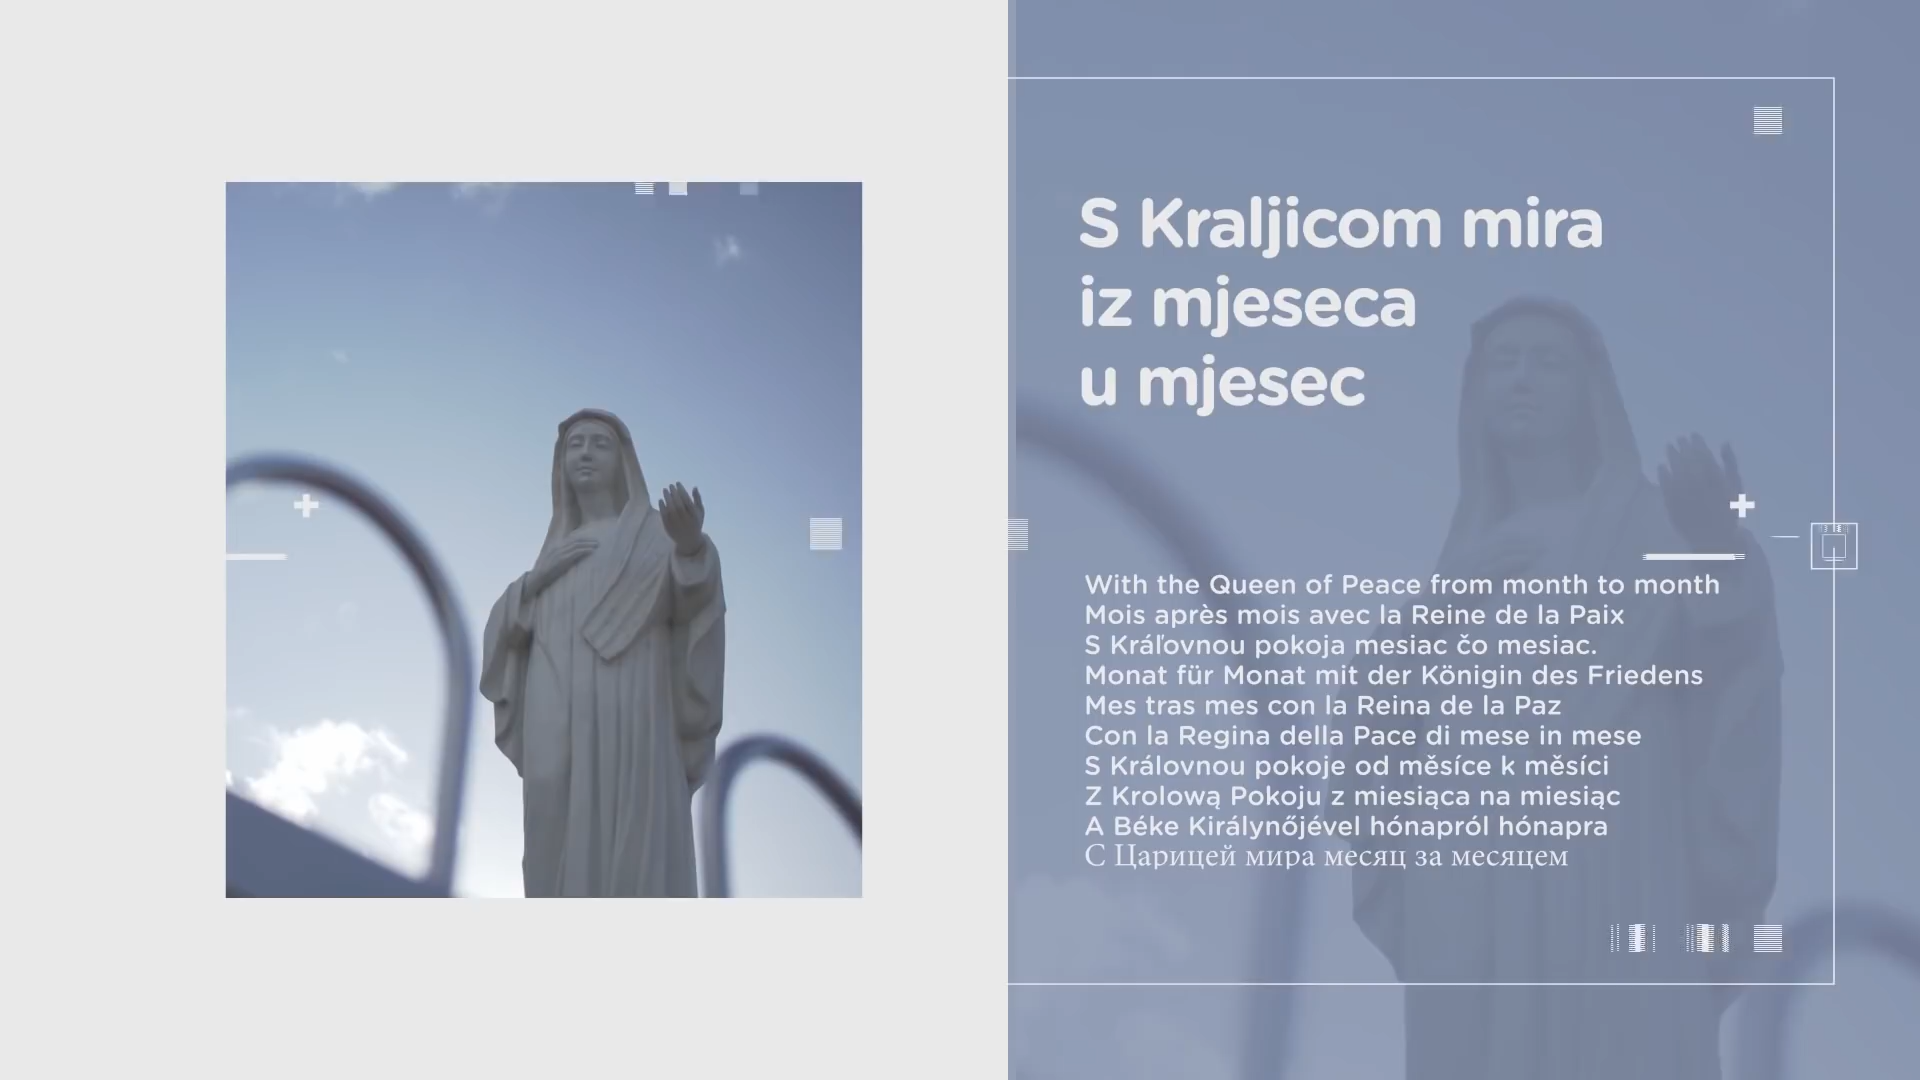 S Kraljicom mira
iz mjeseca
u mjesec
With the Queen of Peace from month to month
Mois après mois avec la Reine de la Paix
S Kráľovnou pokoja mesiac čo mesiac.
Monat für Monat mit der Königin des Friedens
Mes tras mes con la Reina de la Paz
Con la Regina della Pace di mese in mese
S Královnou pokoje od měsíce k měsíci
Z Krolową Pokoju z miesiąca na miesiąc
A Béke Királynőjével hónapról hónapra
С Царицей мира месяц за месяцем